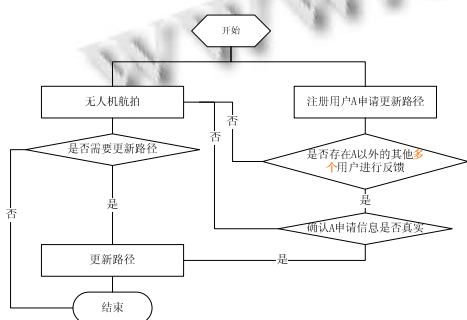 开始
无人机航拍
注册用户A申请更新路径
否
否
是否需要更新路径
是否存在A以外的其他多
个用户进行反馈
是
是
否
确认A申请信息是否真实
更新路径
是
结束